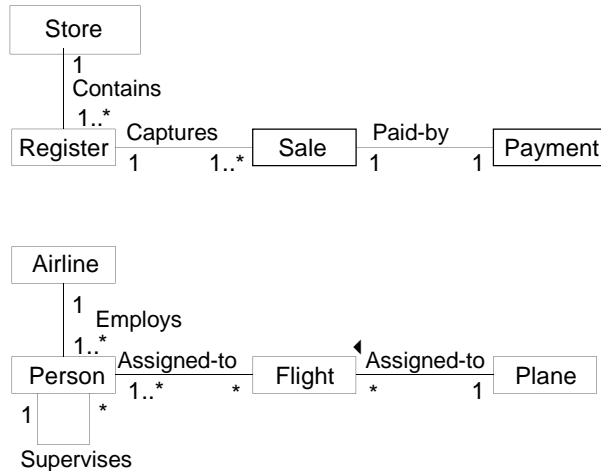 Store
1
Contains
1..*
Captures Paid-by
Register Sale Payment
1 1..* 1 1
Airline
1
Employs
1..*
Assigned-to Assigned-to
Person Flight Plane
1..* * * 1
1 *
Supervises